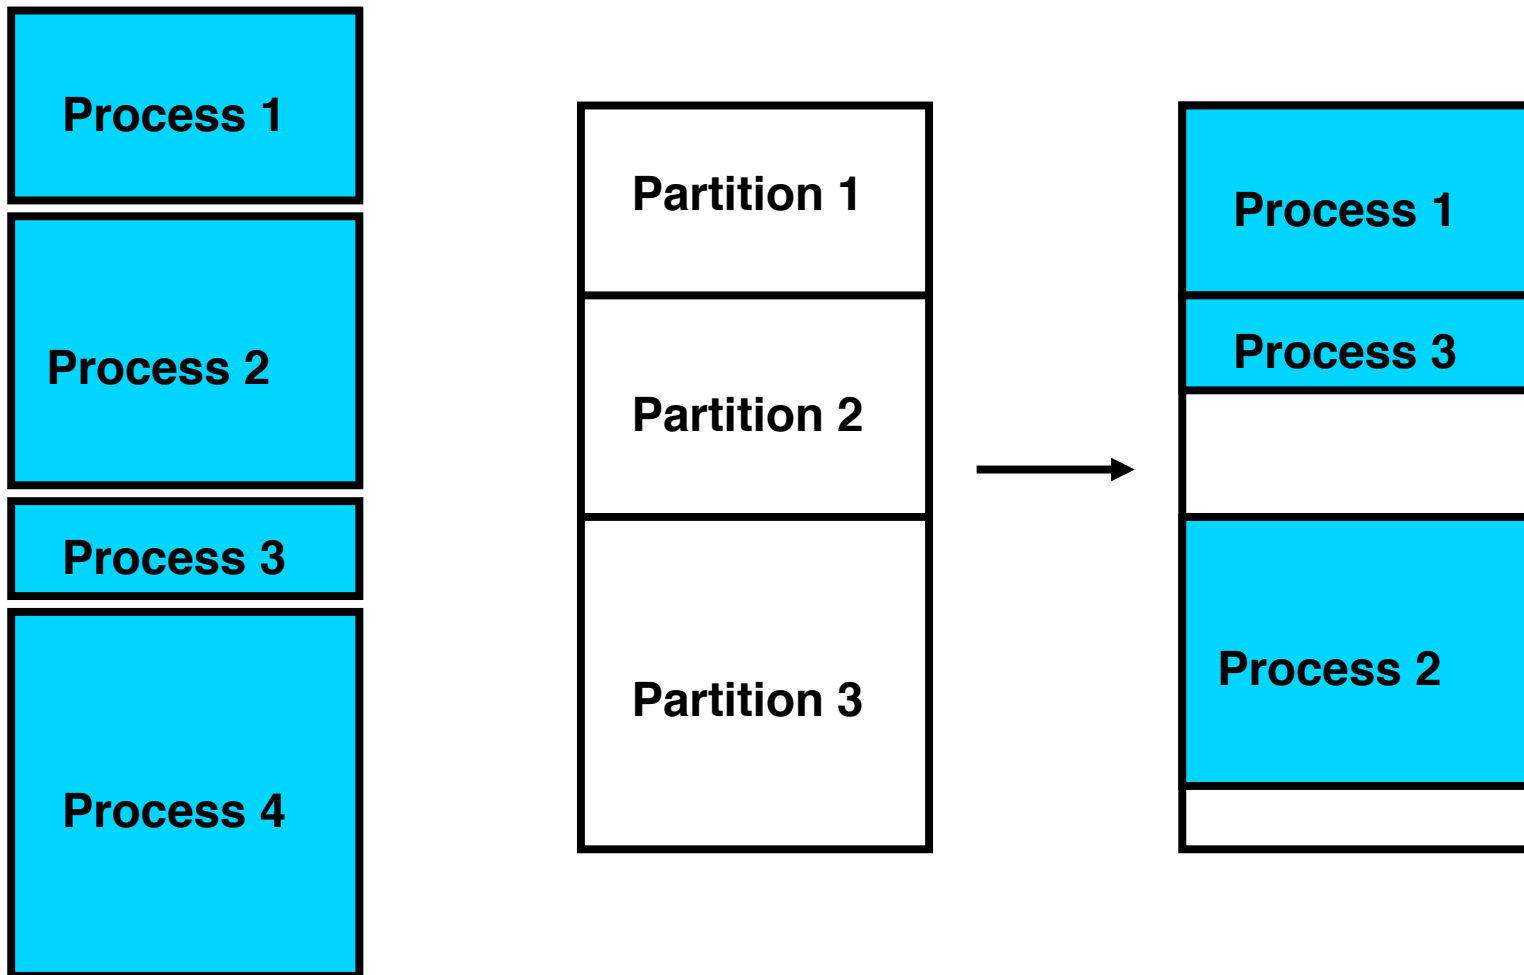 Process 1
Process 2
Process 3
Process 4
Partition 1
Partition 2
Partition 3
Process 1
Process 3
Process 2